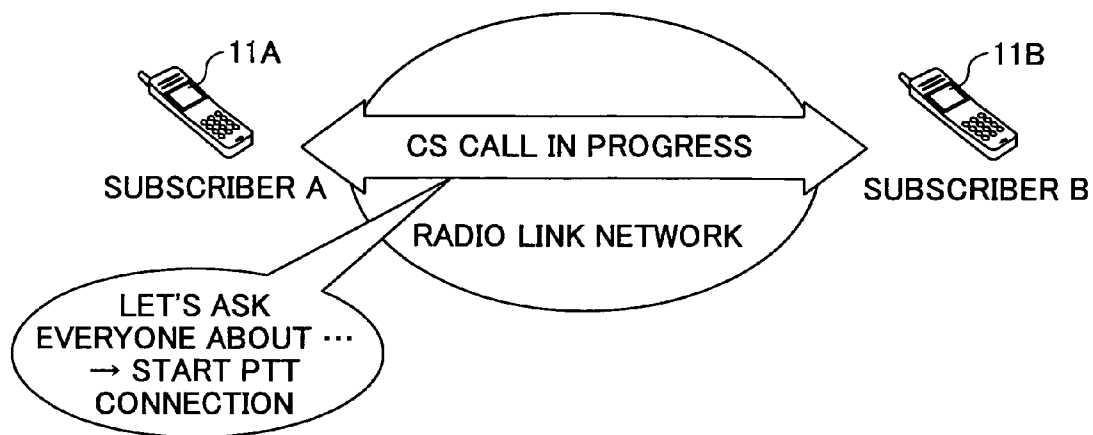 11A
11B
CS CALL IN PROGRESS
SUBSCRIBER A
SUBSCRIBER B
RADIO LINK NETWORK
LET'S ASK
EVERYONE ABOUT ⋯
→ START PTT
CONNECTION